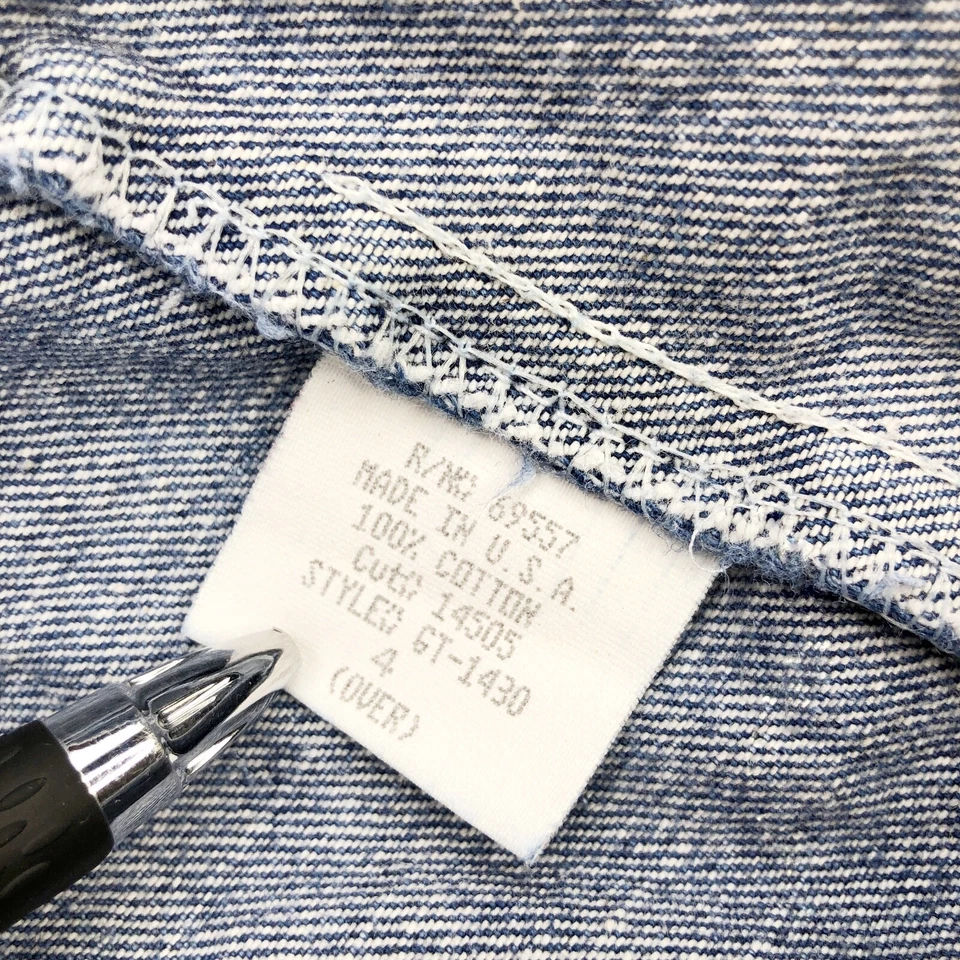 R/N: 69557
MADE IN U.S.A.
100% COTTON
Cut: 14505
STYLE: GT-1430
4
(OVER)